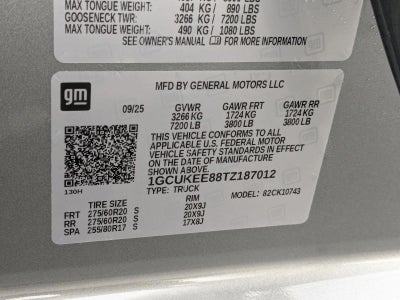 MAX TONGUE WEIGHT:
404 KG / 890 LBS
GOOSENECK TWR:
3266 KG / 7200 LBS
MAX TONGUE WEIGHT:
490 KG / 1080 LBS
SEE OWNER'S MANUAL FOR MORE INFORMATION
gm
MFD BY GENERAL MOTORS LLC
09/25 GVWR GAWR FRT GAWR RR
3266 KG 1724 KG 1724 KG
7200 LB 3800 LB 3800 LB
THIS VEHICLE CONFORMS TO ALL
APPLICABLE U.S. FEDERAL MOTOR
VEHICLE SAFETY STANDARDS IN EFFECT
ON THE DATE OF MANUFACTURE
1GCUKEE88TZ187012
130H TYPE: TRUCK 82CK10743
TIRE SIZE RIM
FRT 275/60R20 S 20X9J
RR 275/60R20 S 20X9J
SPA 255/80R17 S 17X8J